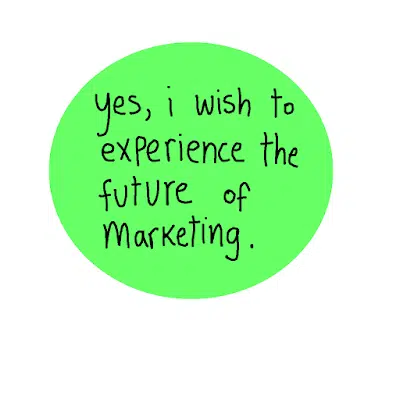 yes, i wish to
experience the
future of
marketing.